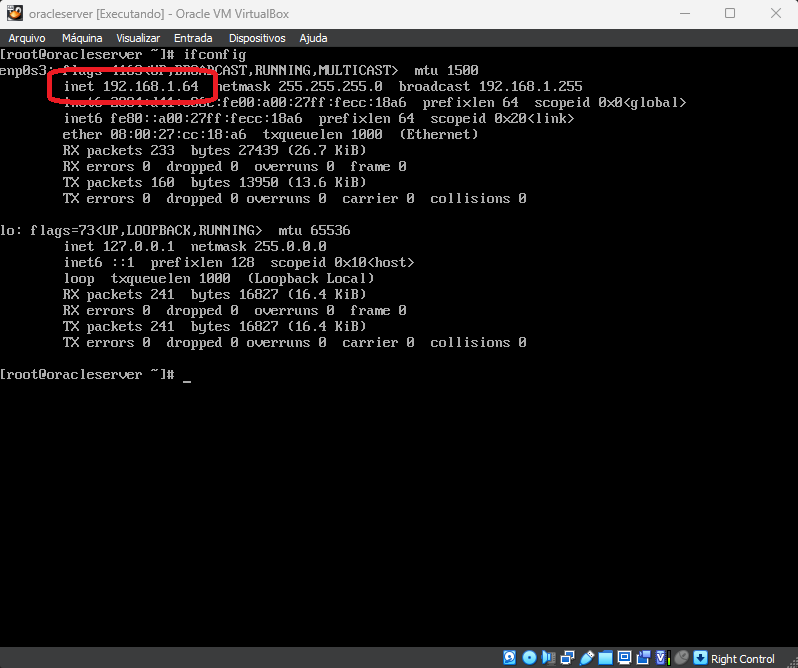 oracleserver [Executando] - Oracle VM VirtualBox
Arquivo Máquina Visualizar Entrada Dispositivos Ajuda
[root@oracleserver ~]# ifconfig
enp0s3: flags=4163<UP,BROADCAST,RUNNING,MULTICAST>  mtu 1500
inet 192.168.1.64  netmask 255.255.255.0  broadcast 192.168.1.255
inet6 fe00:a00:27ff:fecc:18a6  prefixlen 64  scopeid 0x0<global>
inet6 fe80::a00:27ff:fecc:18a6  prefixlen 64  scopeid 0x20<link>
ether 08:00:27:cc:18:a6  txqueuelen 1000  (Ethernet)
RX packets 233  bytes 27439 (26.7 KiB)
RX errors 0  dropped 0  overruns 0  frame 0
TX packets 160  bytes 13950 (13.6 KiB)
TX errors 0  dropped 0 overruns 0  carrier 0  collisions 0
lo: flags=73<UP,LOOPBACK,RUNNING>  mtu 65536
inet 127.0.0.1  netmask 255.0.0.0
inet6 ::1  prefixlen 128  scopeid 0x10<host>
loop  txqueuelen 1000  (Loopback Local)
RX packets 241  bytes 16827 (16.4 KiB)
RX errors 0  dropped 0  overruns 0  frame 0
TX packets 241  bytes 16827 (16.4 KiB)
TX errors 0  dropped 0 overruns 0  carrier 0  collisions 0
[root@oracleserver ~]# _
Right Control